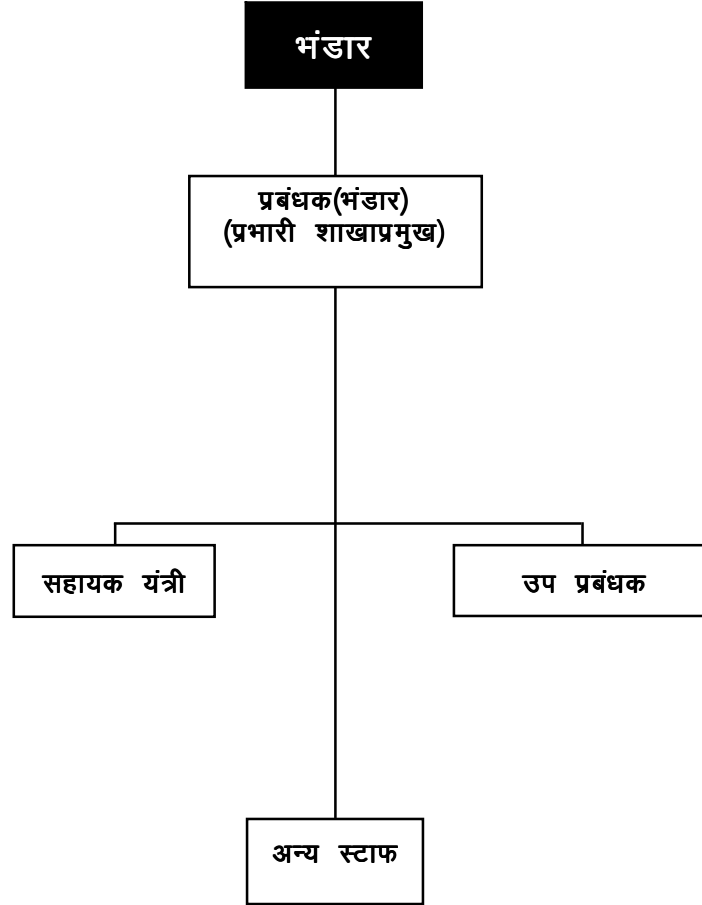 भंडार
प्रबंधक(भंडार)
(प्रभारी शाखाप्रमुख)
सहायक यंत्री
उप प्रबंधक
अन्य स्टाफ